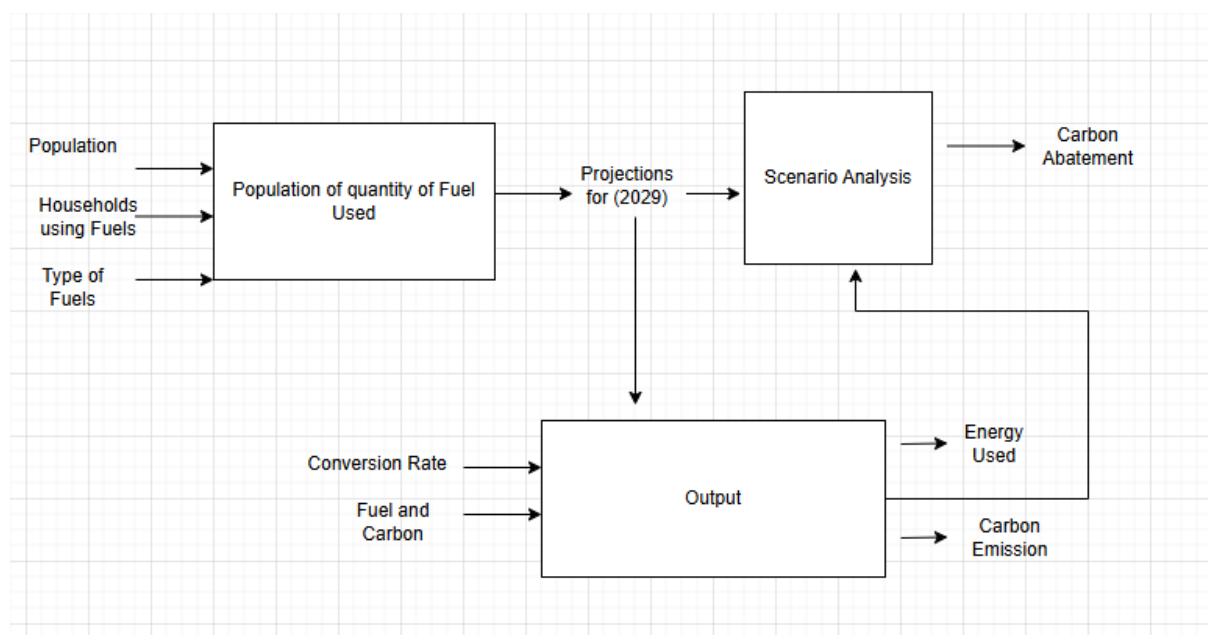 Population
Households
using Fuels
Type of
Fuels
Population of quantity of Fuel
Used
Projections
for (2029)
Scenario Analysis
Carbon
Abatement
Conversion Rate
Fuel and
Carbon
Output
Energy
Used
Carbon
Emission